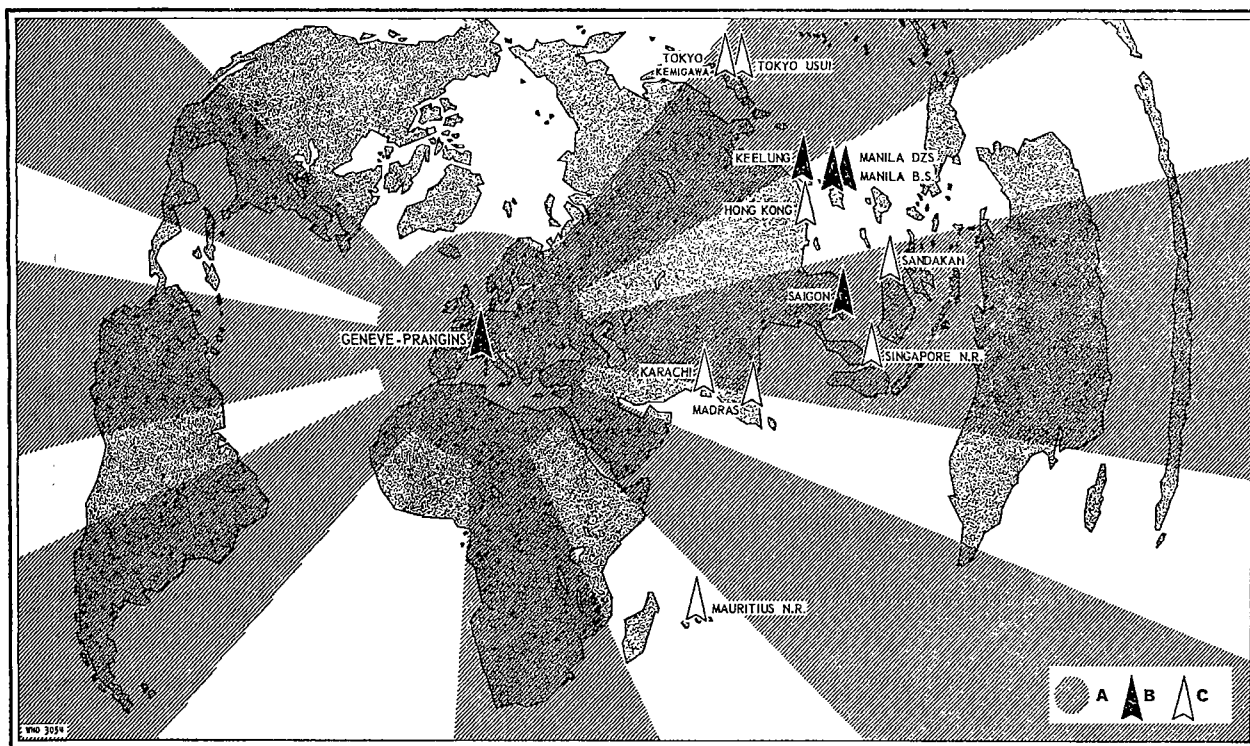 TOKYO
KEMIGAWA
TOKYO USUI
KEELUNG
MANILA DZS
MANILA B.S.
HONG KONG
SANDAKAN
SAIGON
GENEVE-PRANGINS
SINGAPORE N.R.
KARACHI
MADRAS
MAURITIUS N.R.
A B C
WHO 3054